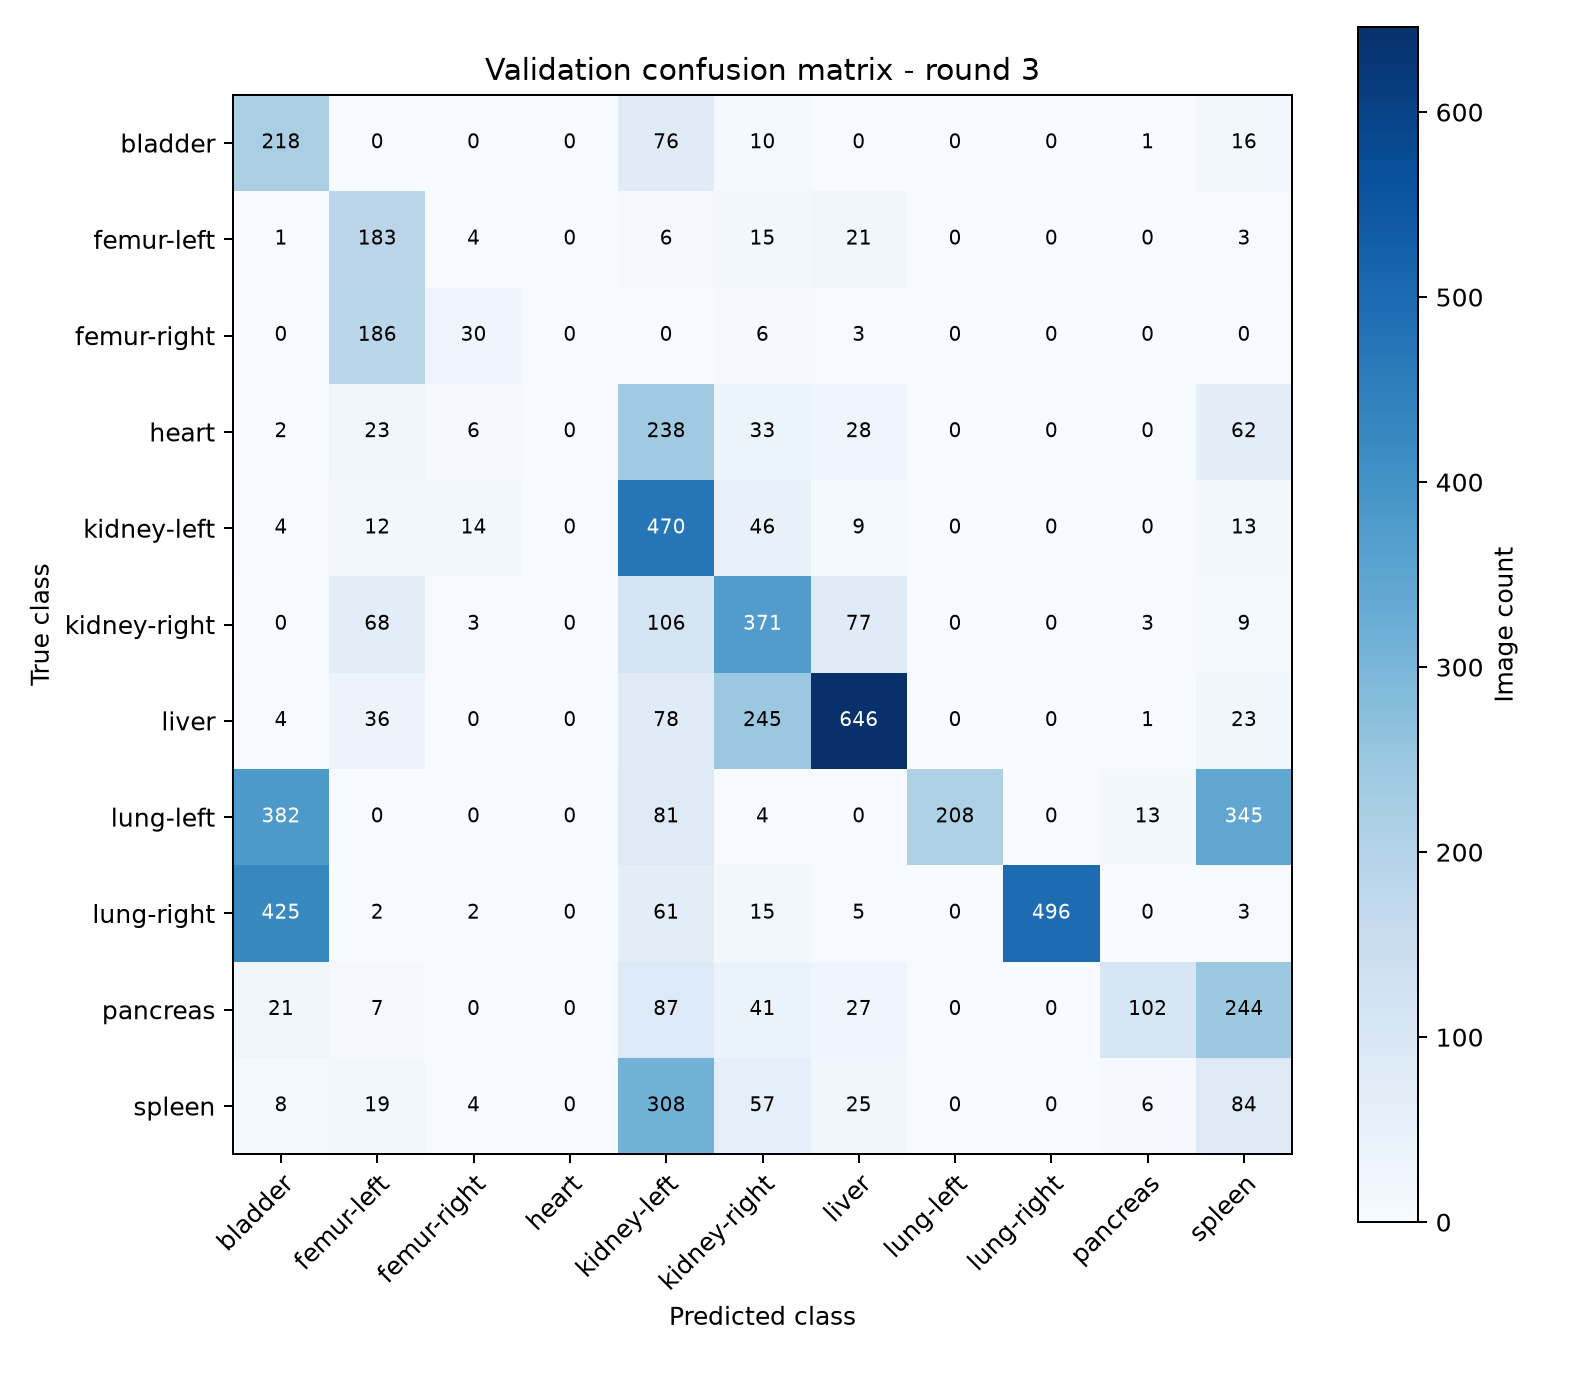 Validation confusion matrix - round 3
bladder 218 0 0 0 76 10 0 0 0 1 16
femur-left 1 183 4 0 6 15 21 0 0 0 3
femur-right 0 186 30 0 0 6 3 0 0 0 0
heart 2 23 6 0 238 33 28 0 0 0 62
kidney-left 4 12 14 0 470 46 9 0 0 0 13
kidney-right 0 68 3 0 106 371 77 0 0 3 9
liver 4 36 0 0 78 245 646 0 0 1 23
lung-left 382 0 0 0 81 4 0 208 0 13 345
lung-right 425 2 2 0 61 15 5 0 496 0 3
pancreas 21 7 0 0 87 41 27 0 0 102 244
spleen 8 19 4 0 308 57 25 0 0 6 84
True class
bladder femur-left femur-right heart kidney-left kidney-right liver lung-left lung-right pancreas spleen
Predicted class
600
500
400
300
200
100
0
Image count